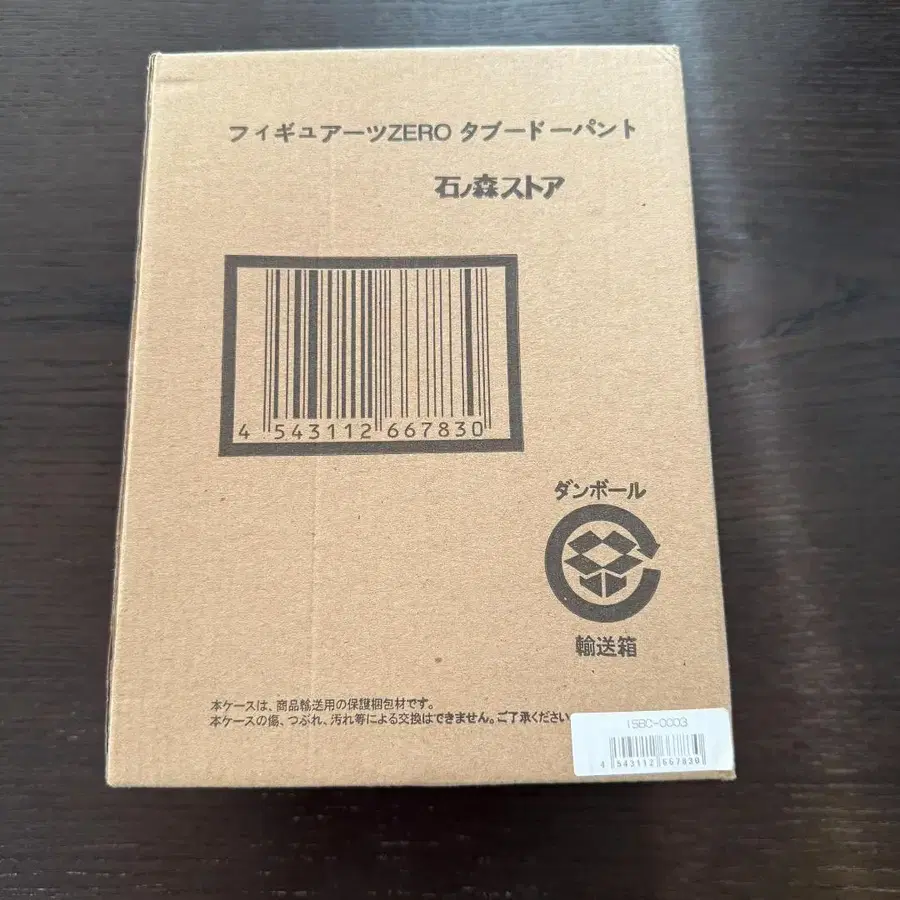 フィギュアーツZERO タブードーパント
石ノ森ストア
4 543112 667830
ダンボール
輸送箱
本ケースは、商品輸送用の保護梱包材です。
本ケースの傷、つぶれ、汚れ等による交換はできません。ご了承ください
ISBC-0003
4 543112 667830